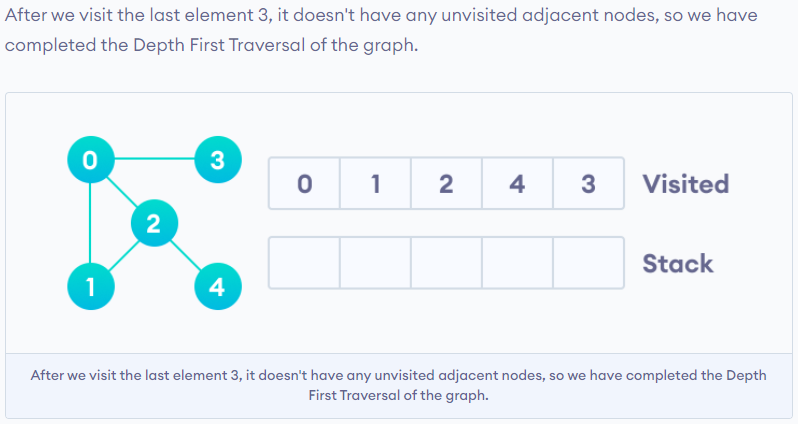 After we visit the last element 3, it doesn't have any unvisited adjacent nodes, so we have
completed the Depth First Traversal of the graph.
0 3
2
1 4
0 1 2 4 3 Visited
Stack
After we visit the last element 3, it doesn't have any unvisited adjacent nodes, so we have completed the Depth
First Traversal of the graph.